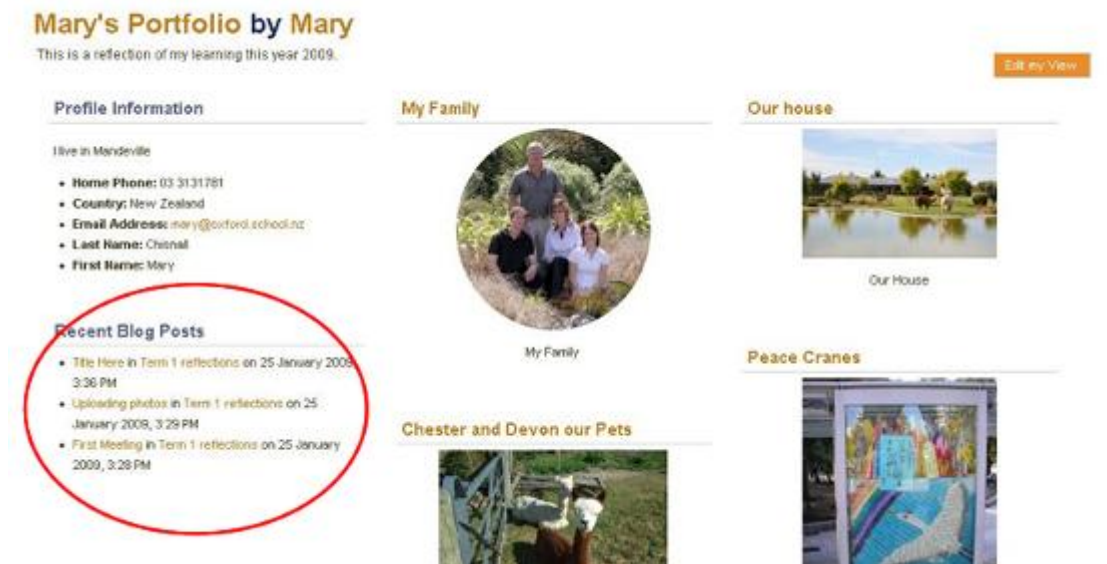 Mary's Portfolio by Mary
This is a reflection of my learning this year 2009.
Edit my View
Profile Information
I live in Mandeville
• Home Phone: 03 3131781
• Country: New Zealand
• Email Address: mary@oxford.school.nz
• Last Name: Chisnall
• First Name: Mary
Recent Blog Posts
• Title Here in Term 1 reflections on 25 January 2009,
3:36 PM
• Uploading photos in Term 1 reflections on 25
January 2009, 3:29 PM
• First Meeting in Term 1 reflections on 25 January
2009, 3:28 PM
My Family
My Family
Chester and Devon our Pets
Our house
Our House
Peace Cranes